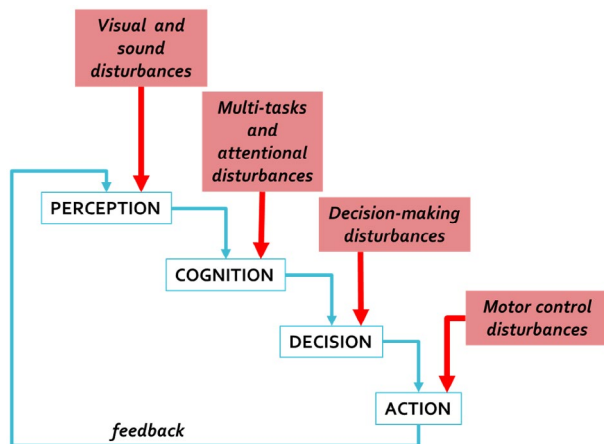 Visual and
sound
disturbances
Multi-tasks
and
attentional
disturbances
PERCEPTION
Decision-making
disturbances
COGNITION
Motor control
disturbances
DECISION
ACTION
feedback